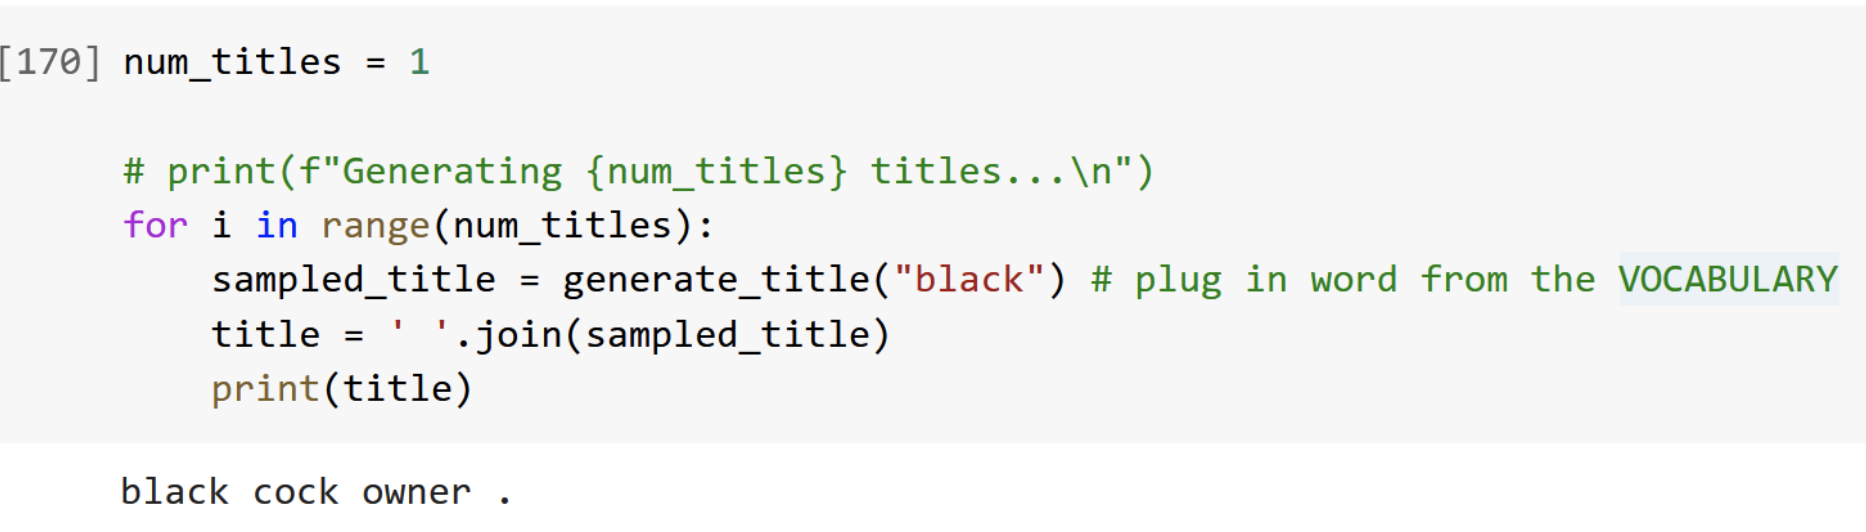 [170] num_titles = 1
# print(f"Generating {num_titles} titles...\n")
for i in range(num_titles):
sampled_title = generate_title("black") # plug in word from the VOCABULARY
title = ' '.join(sampled_title)
print(title)
black cock owner .